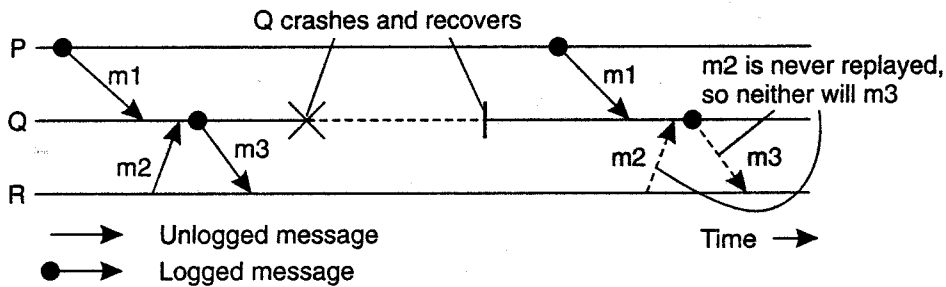 Q crashes and recovers
P
m1
m1
m2 is never replayed,
so neither will m3
Q
m2
m3
m2
m3
R
Unlogged message
Time
Logged message